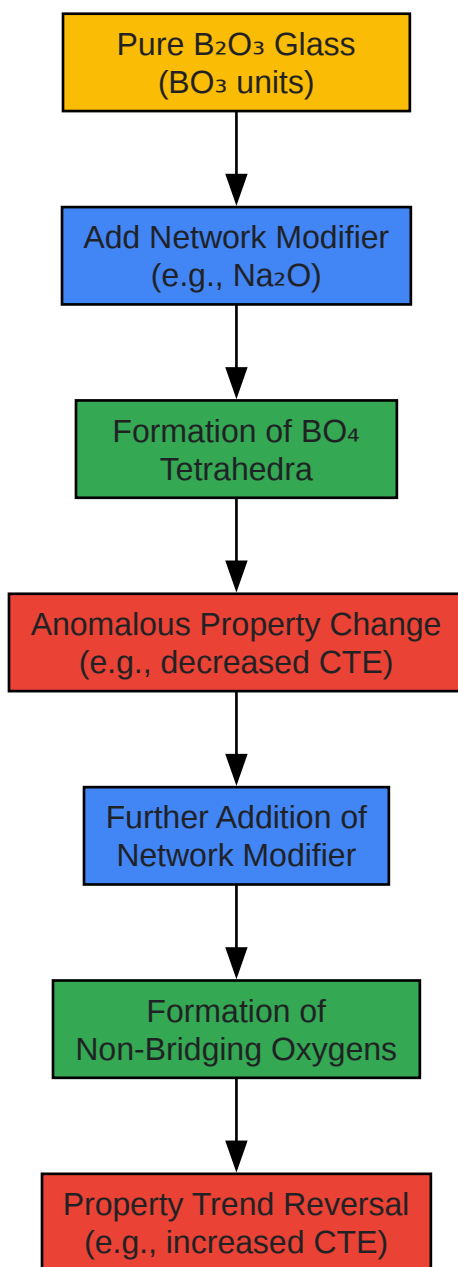 Pure B₂O₃ Glass
(BO₃ units)
Add Network Modifier
(e.g., Na₂O)
Formation of BO₄
Tetrahedra
Anomalous Property Change
(e.g., decreased CTE)
Further Addition of
Network Modifier
Formation of
Non-Bridging Oxygens
Property Trend Reversal
(e.g., increased CTE)